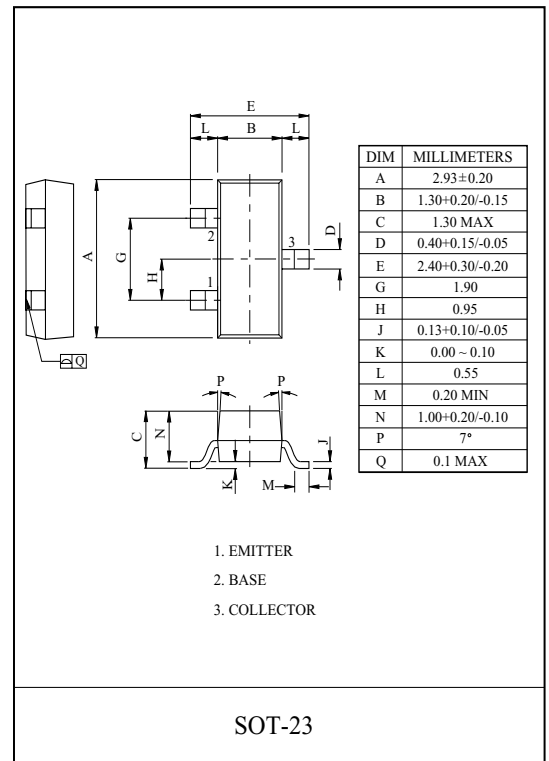 E
L B L
A
G
H
2
1
3
D
Q
P P
C
N
K
M
J
DIM MILLIMETERS
A 2.93±0.20
B 1.30+0.20/-0.15
C 1.30 MAX
D 0.40+0.15/-0.05
E 2.40+0.30/-0.20
G 1.90
H 0.95
J 0.13+0.10/-0.05
K 0.00 ~ 0.10
L 0.55
M 0.20 MIN
N 1.00+0.20/-0.10
P 7°
Q 0.1 MAX
1. EMITTER
2. BASE
3. COLLECTOR
SOT-23